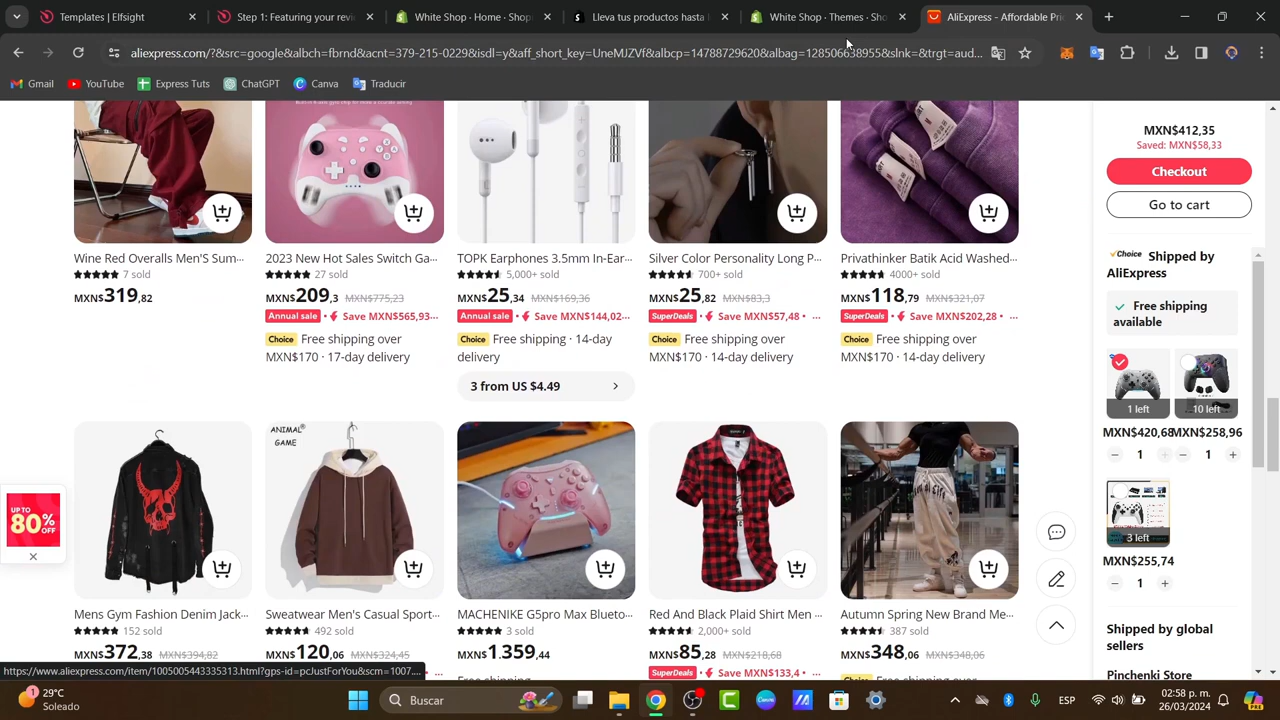 Templates | Elfsight
Step 1: Featuring your revi
White Shop · Home · Shop
Lleva tus productos hasta l
White Shop · Themes · Sho
AliExpress - Affordable Pri
aliexpress.com/?&src=google&albch=fbrnd&acnt=379-215-0229&isdl=y&aff_short_key=UneMJZVf&albcp=14788729620&albag=128506638955&slnk=&trgt=aud...
Gmail
YouTube
Express Tuts
ChatGPT
Canva
Traducir
MXN$412,35
Saved: MXN$58,33
Checkout
Go to cart
Wine Red Overalls Men'S Sum...
7 sold
MXN$319,82
2023 New Hot Sales Switch Ga...
27 sold
MXN$209,3 MXN$775,23
Annual sale Save MXN$565,93...
Choice Free shipping over
MXN$170 · 17-day delivery
TOPK Earphones 3.5mm In-Ear...
5,000+ sold
MXN$25,34 MXN$169,36
Annual sale Save MXN$144,02...
Choice Free shipping · 14-day
delivery
3 from US $4.49
Silver Color Personality Long P...
700+ sold
MXN$25,82 MXN$83,3
SuperDeals Save MXN$57,48 • ...
Choice Free shipping over
MXN$170 · 14-day delivery
Privathinker Batik Acid Washed...
4000+ sold
MXN$118,79 MXN$321,07
SuperDeals Save MXN$202,28 • ...
Choice Free shipping over
MXN$170 · 14-day delivery
Choice Shipped by
AliExpress
Free shipping
available
1 left
10 left
MXN$420,68
MXN$258,96
1
1
3 left
MXN$255,74
1
Shipped by global
sellers
Pinchenki Store
UP TO
80%
OFF
ANIMAL
GAME
Mens Gym Fashion Denim Jack...
152 sold
MXN$372,38 MXN$394,82
Sweatwear Men's Casual Sport...
492 sold
MXN$120,06 MXN$324,45
MACHENIKE G5pro Max Blueto...
3 sold
MXN$1.359,44
Red And Black Plaid Shirt Men ...
2,000+ sold
MXN$85,28 MXN$218,68
SuperDeals Save MXN$133,4 • ...
Autumn Spring New Brand Me...
387 sold
MXN$348,06 MXN$348,06
https://www.aliexpress.com/item/1005005443335313.html?gps-id=pcJustForYou&scm=1007....
1
29°C
Soleado
Buscar
ESP
02:58 p. m.
26/03/2024